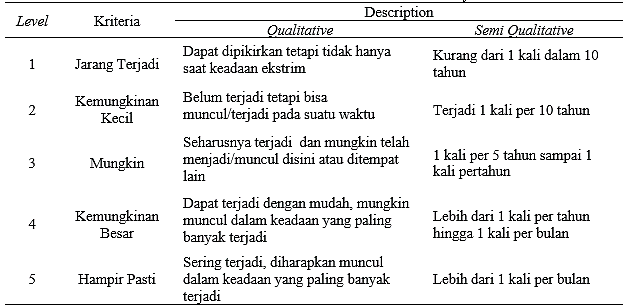 Level Kriteria Description
Qualitative Semi Qualitative
1 Jarang Terjadi Dapat dipikirkan tetapi tidak hanya saat keadaan ekstrim Kurang dari 1 kali dalam 10 tahun
2 Kemungkinan Kecil Belum terjadi tetapi bisa muncul/terjadi pada suatu waktu Terjadi 1 kali per 10 tahun
3 Mungkin Seharusnya terjadi dan mungkin telah menjadi/muncul disini atau ditempat lain 1 kali per 5 tahun sampai 1 kali pertahun
4 Kemungkinan Besar Dapat terjadi dengan mudah, mungkin muncul dalam keadaan yang paling banyak terjadi Lebih dari 1 kali per tahun hingga 1 kali per bulan
5 Hampir Pasti Sering terjadi, diharapkan muncul dalam keadaan yang paling banyak terjadi Lebih dari 1 kali per bulan